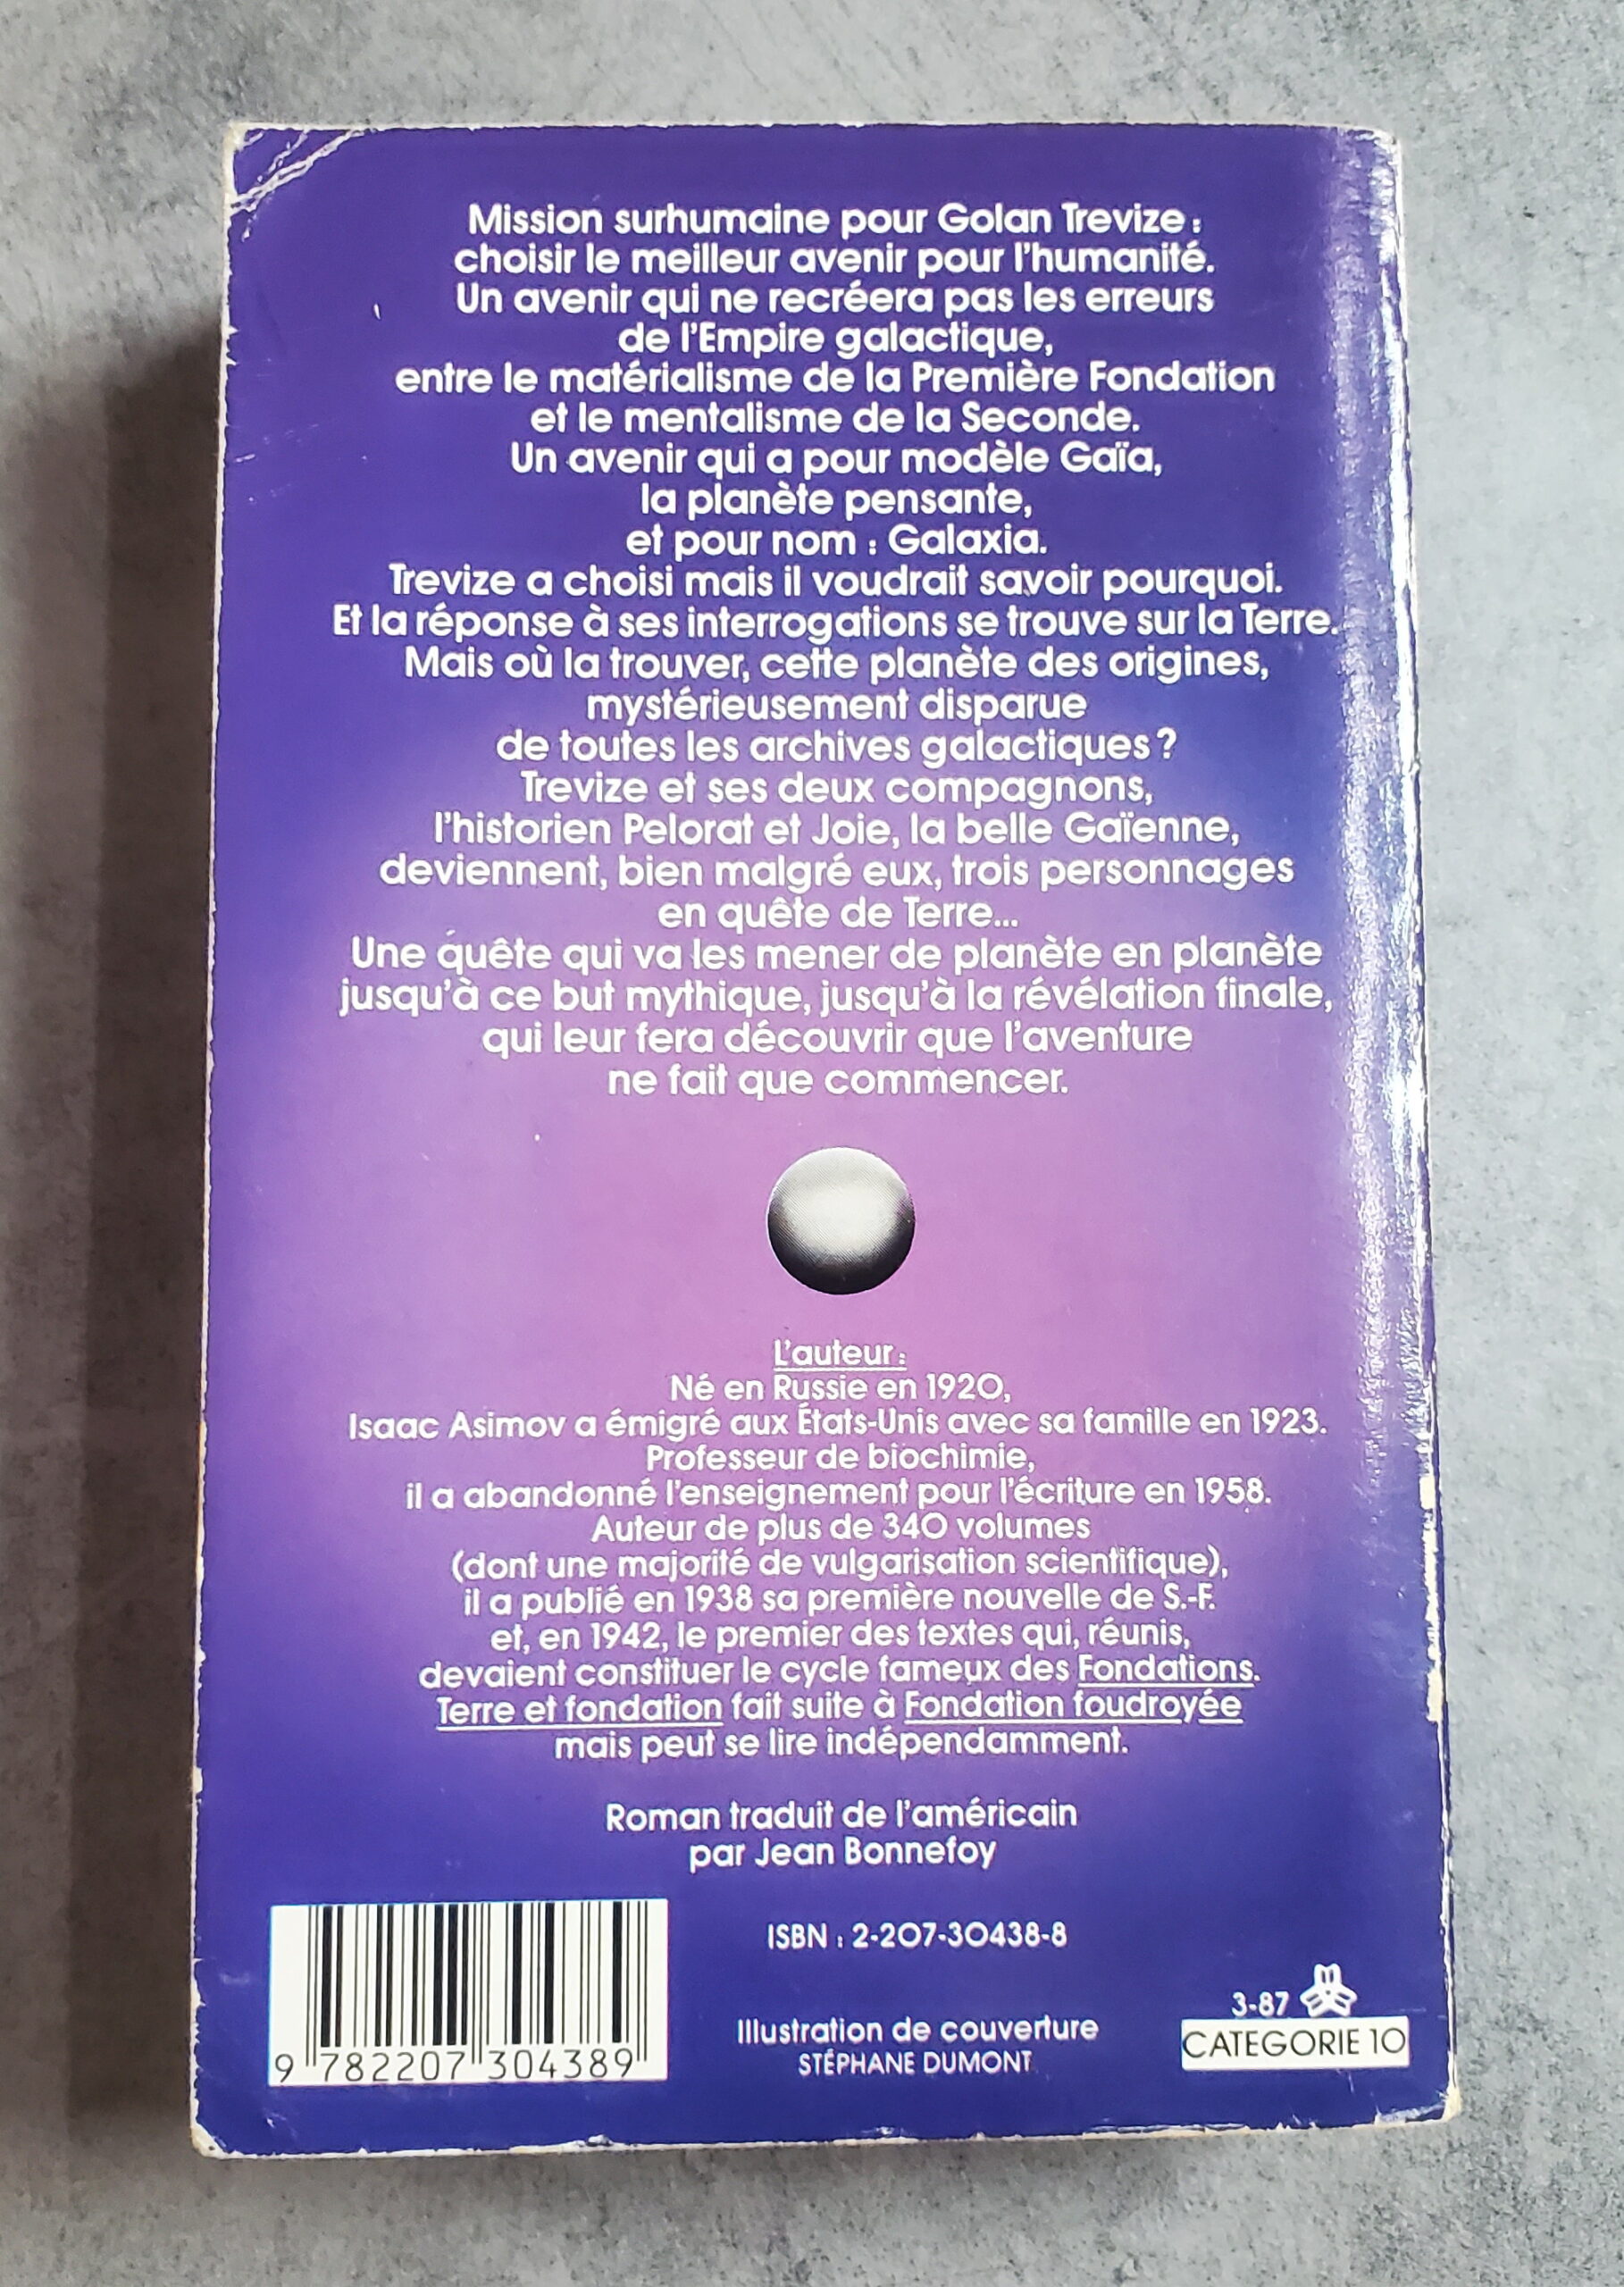 Mission surhumaine pour Golan Trevize :
choisir le meilleur avenir pour l'humanité.
Un avenir qui ne recréera pas les erreurs
de l'Empire galactique,
entre le matérialisme de la Première Fondation
et le mentalisme de la Seconde.
Un avenir qui a pour modèle Gaïa,
la planète pensante,
et pour nom : Galaxia.
Trevize a choisi mais il voudrait savoir pourquoi.
Et la réponse à ses interrogations se trouve sur la Terre.
Mais où la trouver, cette planète des origines,
mystérieusement disparue
de toutes les archives galactiques ?
Trevize et ses deux compagnons,
l'historien Pelorat et Joie, la belle Gaïenne,
deviennent, bien malgré eux, trois personnages
en quête de Terre...
Une quête qui va les mener de planète en planète
jusqu'à ce but mythique, jusqu'à la révélation finale,
qui leur fera découvrir que l'aventure
ne fait que commencer.
L'auteur :
Né en Russie en 1920,
Isaac Asimov a émigré aux États-Unis avec sa famille en 1923.
Professeur de biochimie,
il a abandonné l'enseignement pour l'écriture en 1958.
Auteur de plus de 340 volumes
(dont une majorité de vulgarisation scientifique),
il a publié en 1938 sa première nouvelle de S.-F.
et, en 1942, le premier des textes qui, réunis,
devaient constituer le cycle fameux des Fondations.
Terre et fondation fait suite à Fondation foudroyée
mais peut se lire indépendamment.
Roman traduit de l'américain
par Jean Bonnefoy
ISBN : 2-207-30438-8
Illustration de couverture
STÉPHANE DUMONT
3-87
CATEGORIE 10
9 782207 304389